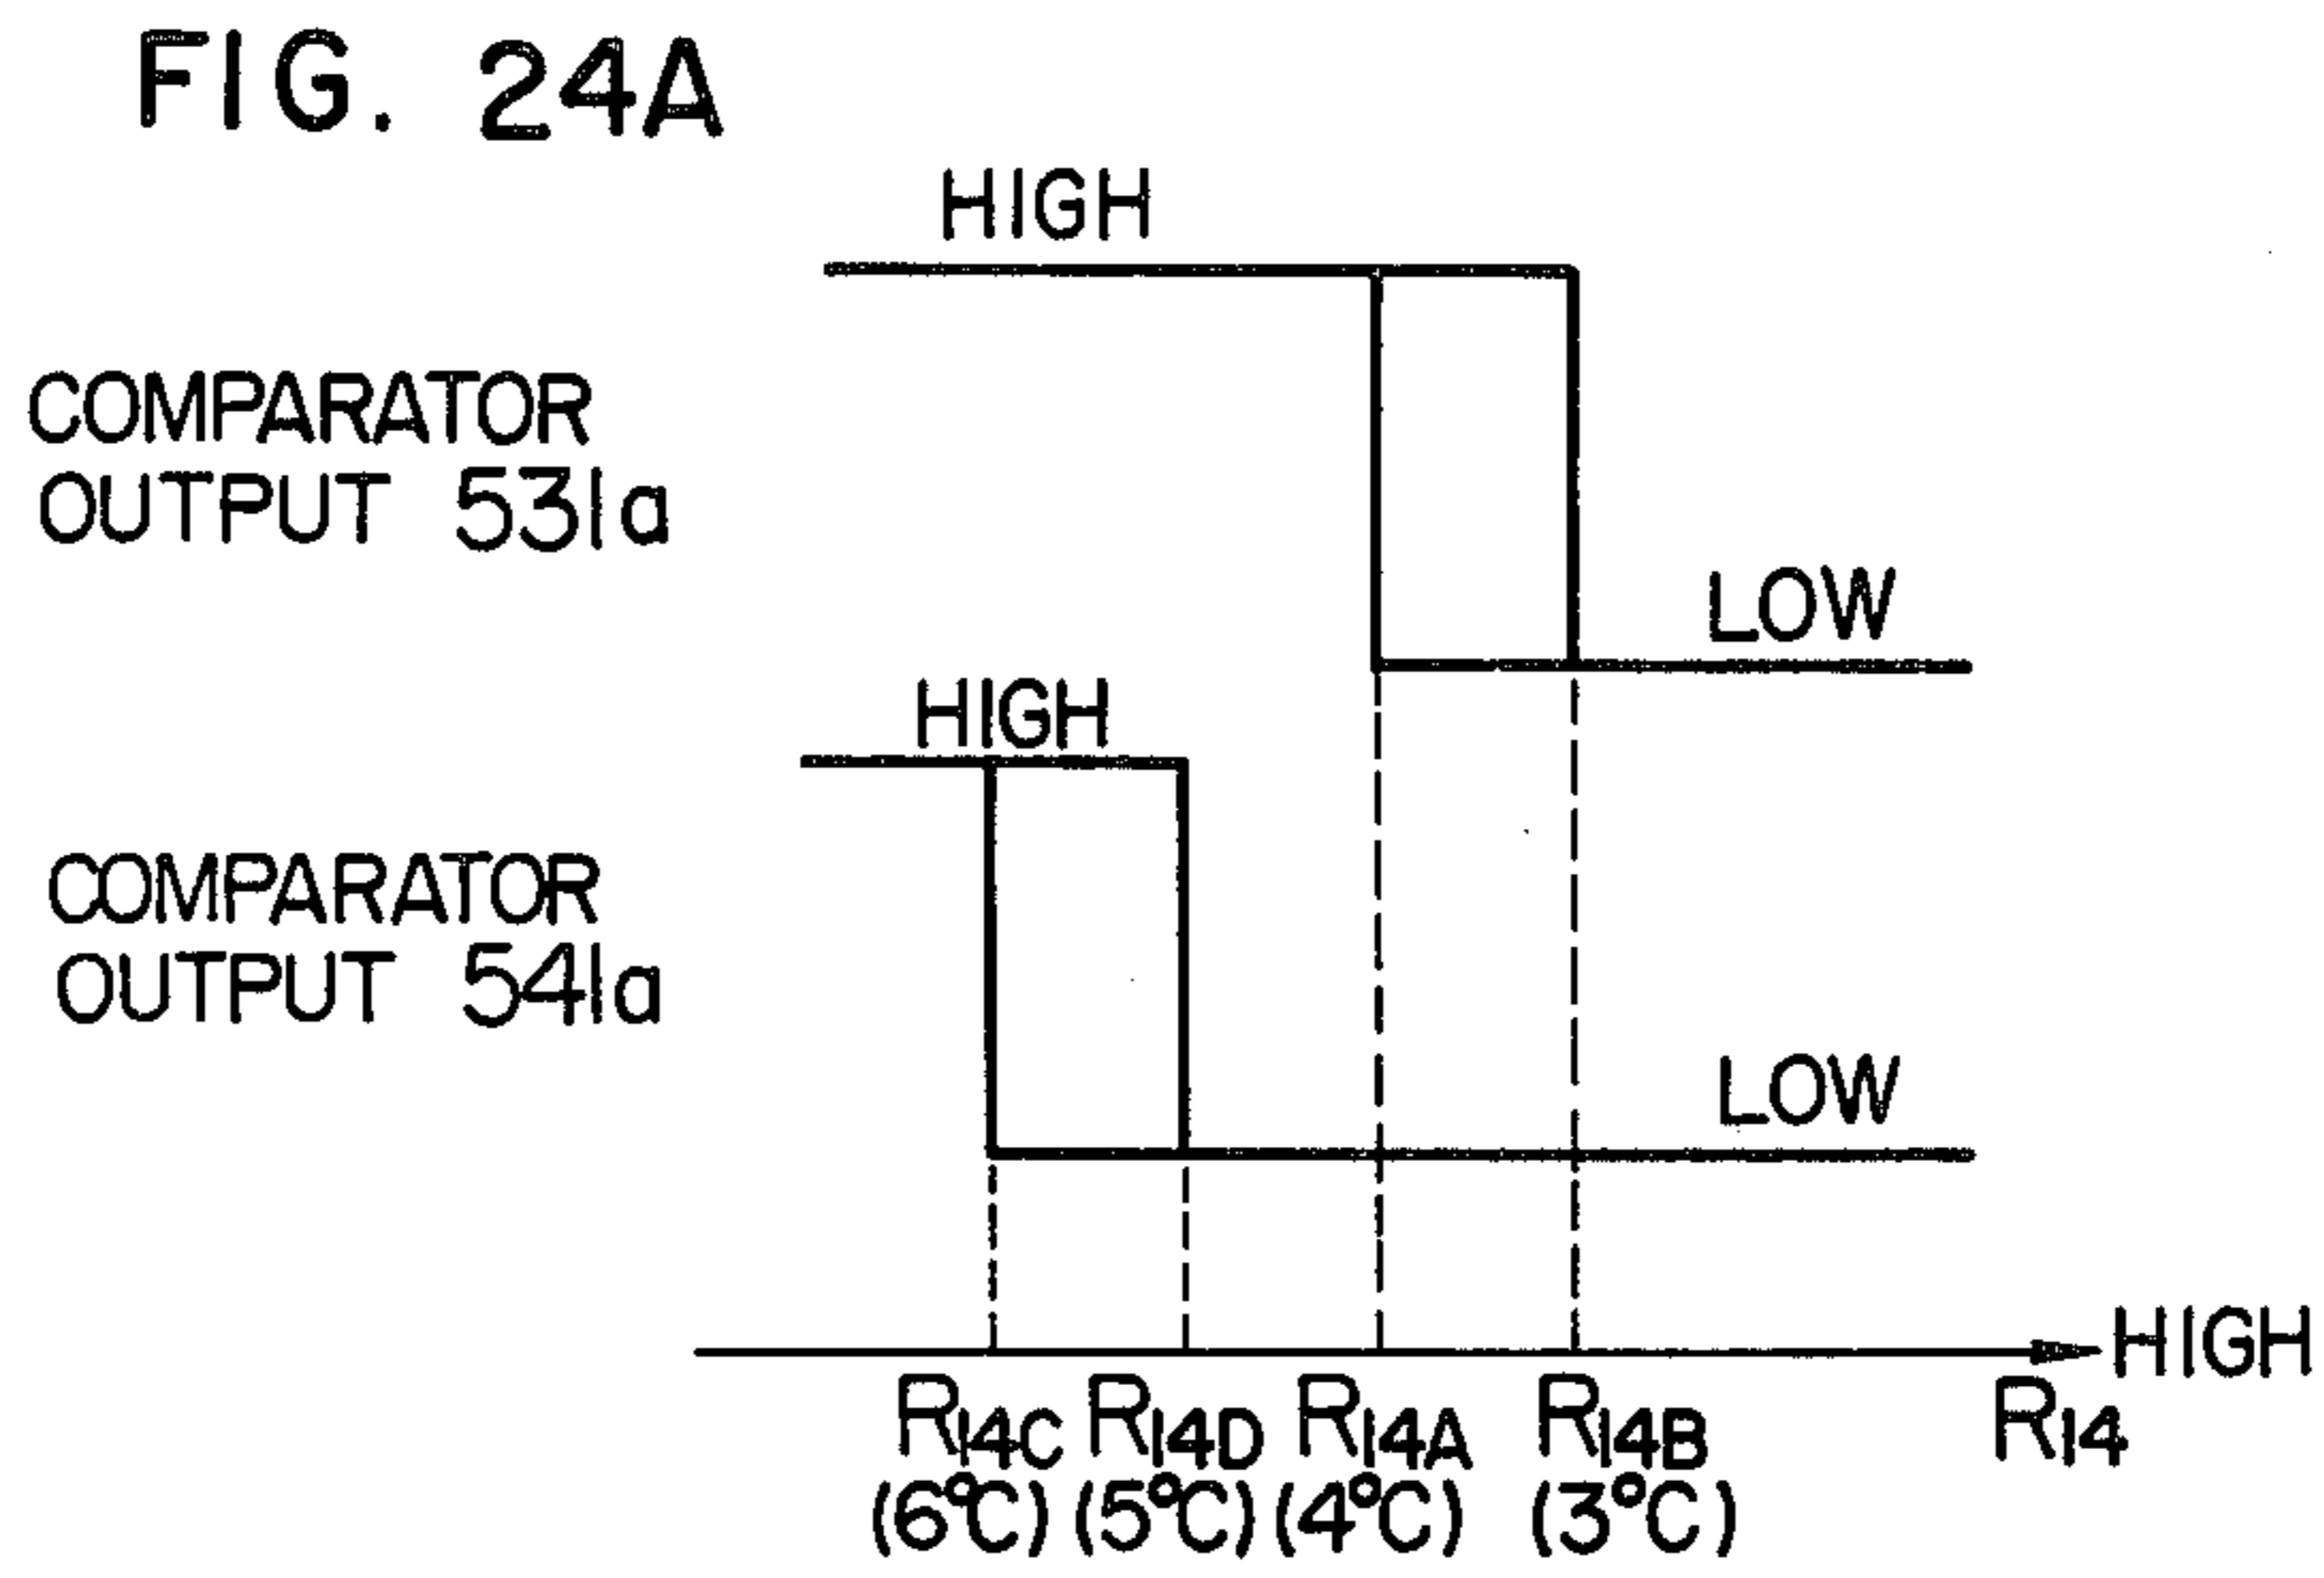 FIG. 24A
HIGH
COMPARATOR
OUTPUT 531a
LOW
HIGH
COMPARATOR
OUTPUT 541a
LOW
HIGH
R14C R14D R14A R14B R14
(6°C) (5°C) (4°C) (3°C)